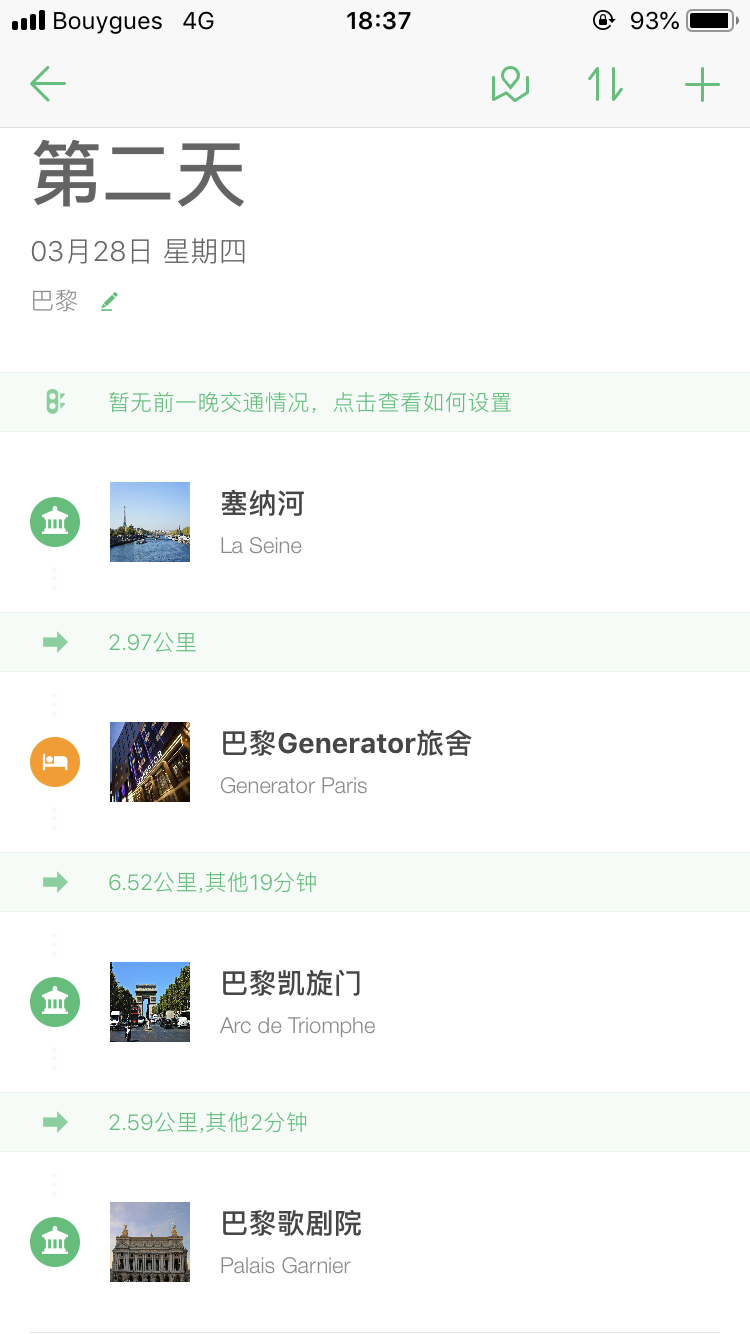 Bouygues 4G 18:37 93%
第二天
03月28日 星期四
巴黎
暂无前一晚交通情况，点击查看如何设置
塞纳河
La Seine
2.97公里
巴黎Generator旅舍
Generator Paris
6.52公里,其他19分钟
巴黎凯旋门
Arc de Triomphe
2.59公里,其他2分钟
巴黎歌剧院
Palais Garnier